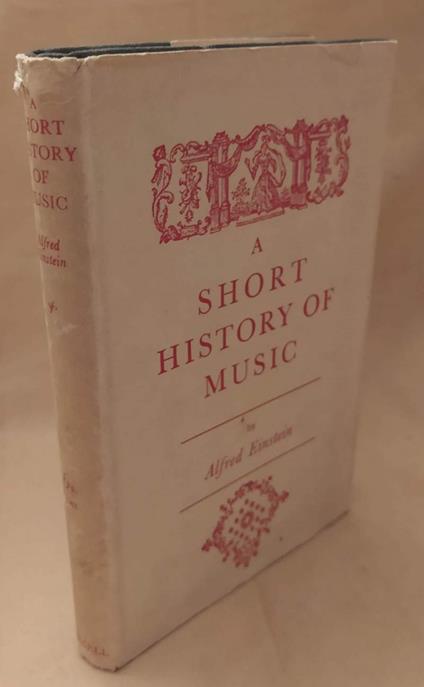 A
SHORT
HISTORY OF
MUSIC
by
Alfred Einstein
A
SHORT
HISTORY
OF
MUSIC
Alfred
Einstein